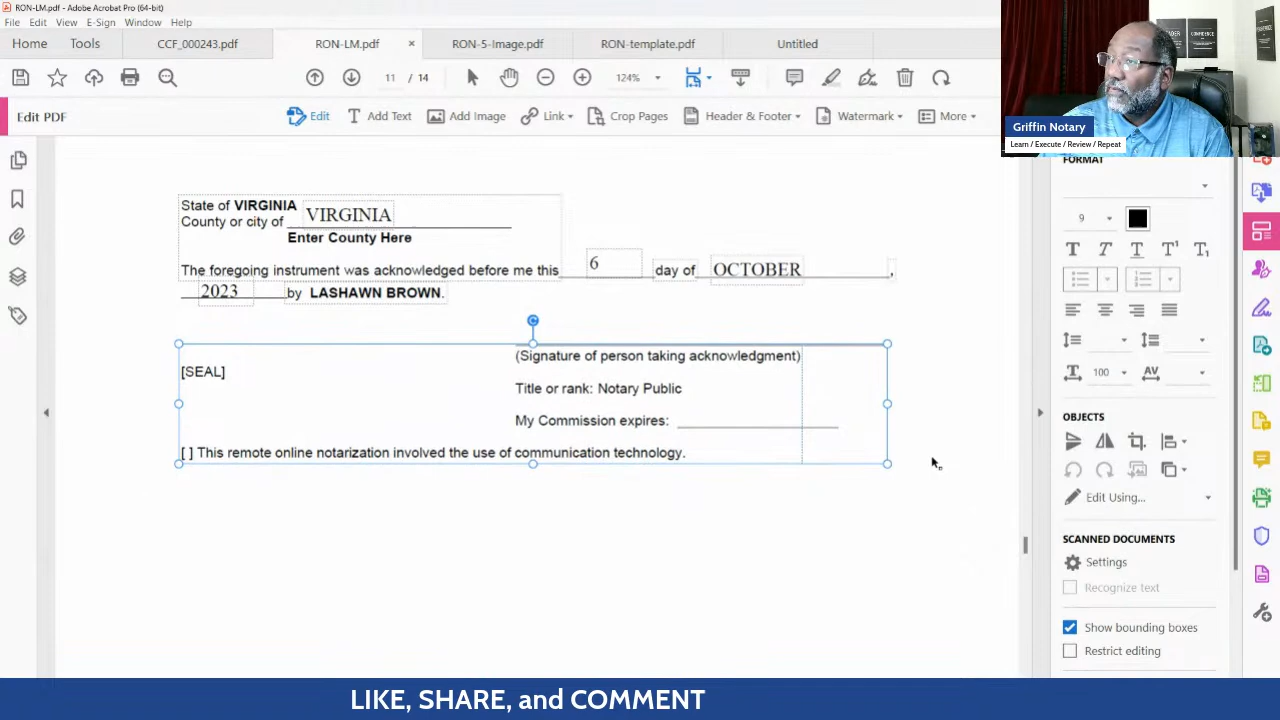 RON-LM.pdf - Adobe Acrobat Pro (64-bit)
File Edit View E-Sign Window Help
Home Tools CCF_000243.pdf RON-LM.pdf × RON-5-Image.pdf RON-template.pdf Untitled
11 / 14 124%
Edit PDF Edit Add Text Add Image Link Crop Pages Header & Footer Watermark More
CONFIDENCE
Griffin Notary
Learn / Execute / Review / Repeat
State of VIRGINIA
County or city of VIRGINIA
Enter County Here
The foregoing instrument was acknowledged before me this 6 day of OCTOBER ,
2023 by LASHAWN BROWN.
(Signature of person taking acknowledgment)
[SEAL]
Title or rank: Notary Public
My Commission expires:
[ ] This remote online notarization involved the use of communication technology.
FORMAT
9
T T T T¹ T₁
100 AV
OBJECTS
Edit Using...
SCANNED DOCUMENTS
Settings
Recognize text
Show bounding boxes
Restrict editing
LIKE, SHARE, and COMMENT